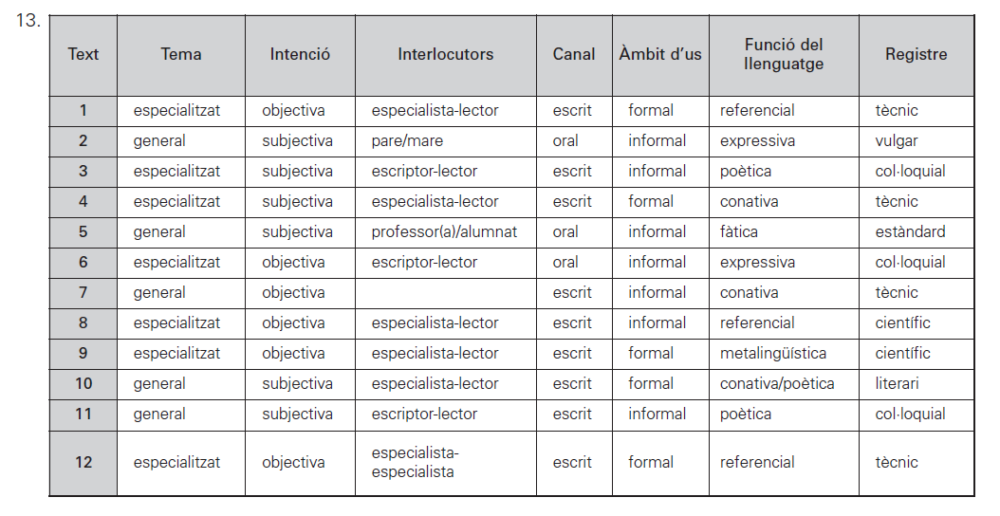 13.
Text Tema Intenció Interlocutors Canal Àmbit d'us Funció del llenguatge Registre
1 especialitzat objectiva especialista-lector escrit formal referencial tècnic
2 general subjectiva pare/mare oral informal expressiva vulgar
3 especialitzat subjectiva escriptor-lector escrit informal poètica col·loquial
4 especialitzat subjectiva especialista-lector escrit formal conativa tècnic
5 general subjectiva professor(a)/alumnat oral informal fàtica estàndard
6 especialitzat objectiva escriptor-lector oral informal expressiva col·loquial
7 general objectiva escrit informal conativa tècnic
8 especialitzat objectiva especialista-lector escrit informal referencial científic
9 especialitzat objectiva especialista-lector escrit formal metalingüística científic
10 general subjectiva especialista-lector escrit formal conativa/poètica literari
11 general subjectiva escriptor-lector escrit informal poètica col·loquial
12 especialitzat objectiva especialista-especialista escrit formal referencial tècnic